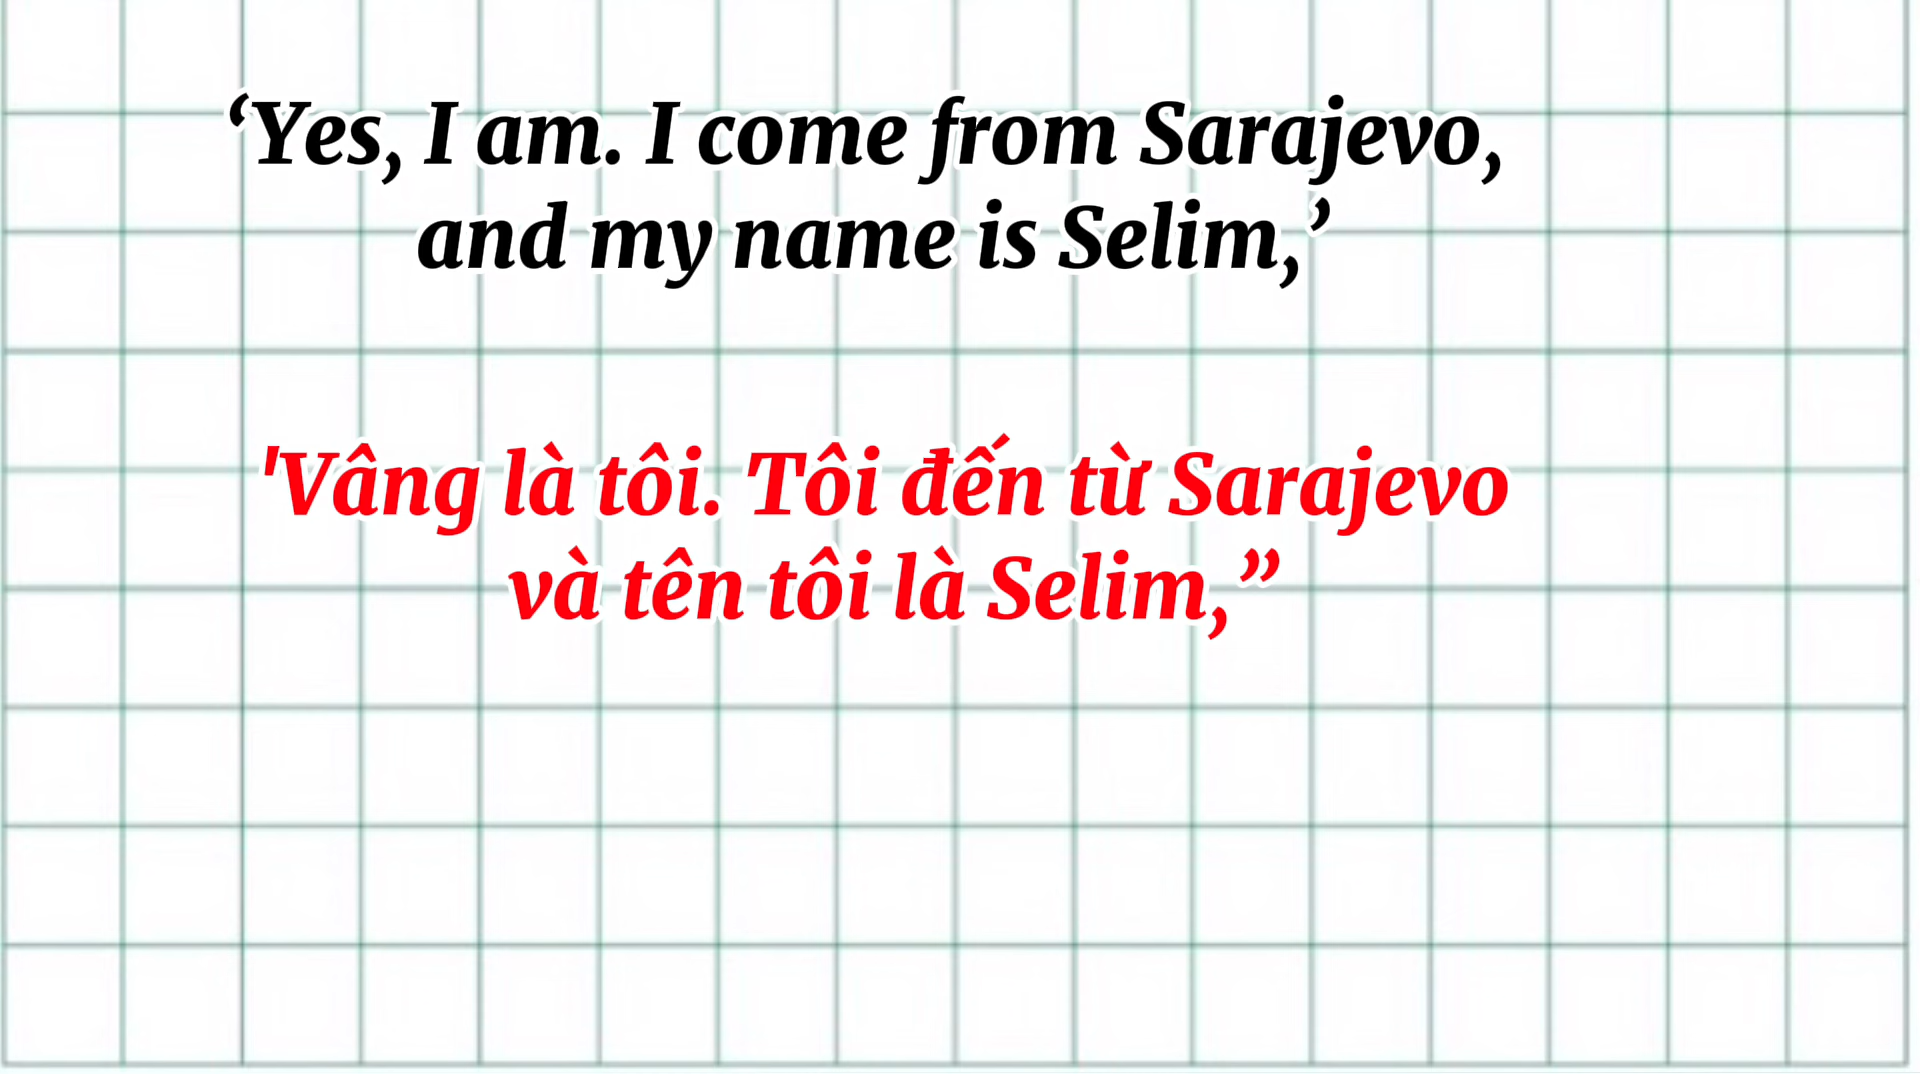 ‘Yes, I am. I come from Sarajevo,
and my name is Selim,’
'Vâng là tôi. Tôi đến từ Sarajevo
và tên tôi là Selim,”